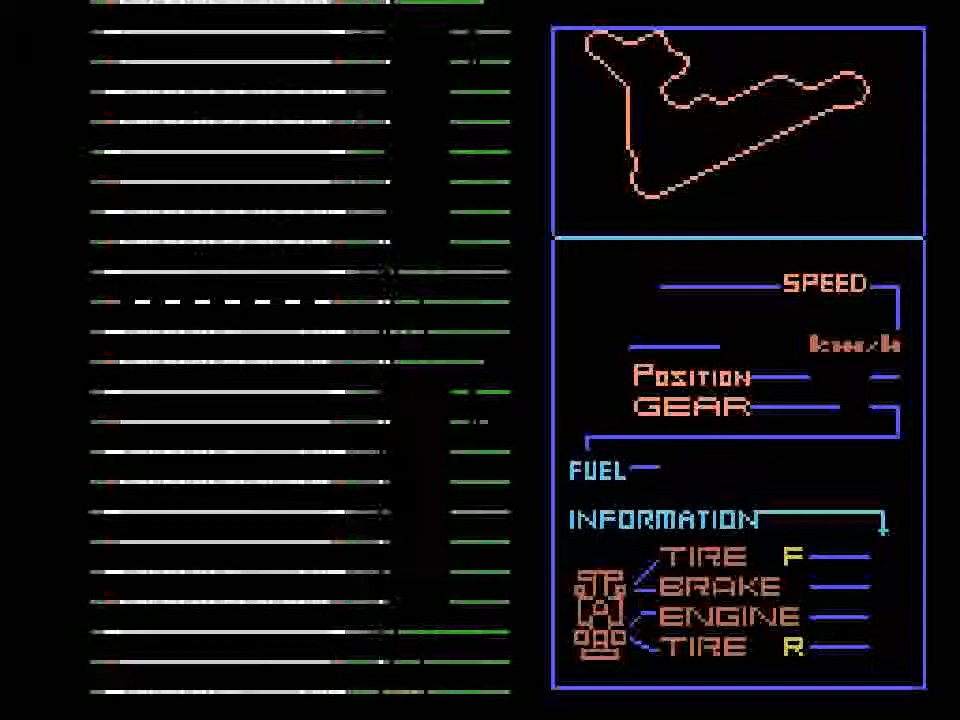 SPEED
km/h
POSITION
GEAR
FUEL
INFORMATION
TIRE F
BRAKE
ENGINE
TIRE R